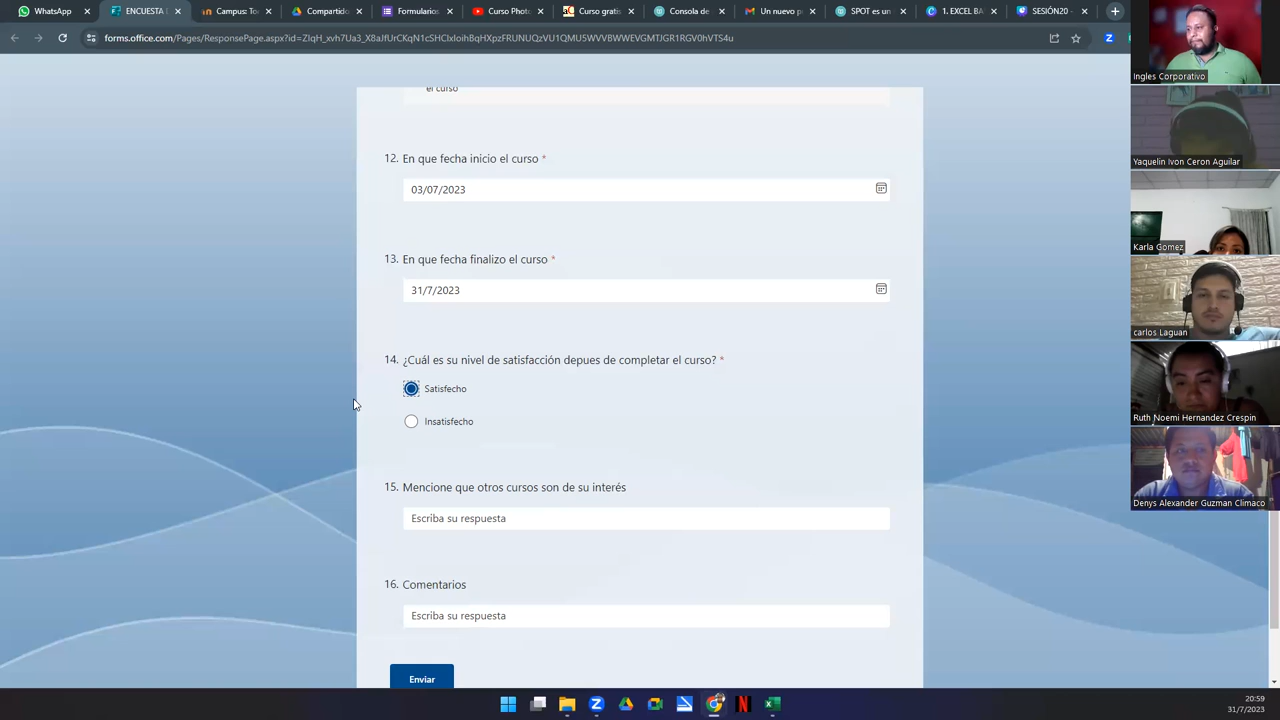 WhatsApp
ENCUESTA E
Campus: To
Compartido
Formularios
Curso Photo
Curso gratis
Consola de
Un nuevo p
SPOT es un
1. EXCEL BA
SESIÓN20 -
forms.office.com/Pages/ResponsePage.aspx?id=ZIqH_xvh7Ua3_X8aJfUrCKqN1cSHClxIoihBqHXpzFRUNUQzVU1QMU5WVVBWWEVGMTJGR1RGV0hVTS4u
el curso
12. En que fecha inicio el curso *
03/07/2023
13. En que fecha finalizo el curso *
31/7/2023
14. ¿Cuál es su nivel de satisfacción depues de completar el curso? *
Satisfecho
Insatisfecho
15. Mencione que otros cursos son de su interés
Escriba su respuesta
16. Comentarios
Escriba su respuesta
Enviar
Ingles Corporativo
Yaquelin Ivon Ceron Aguilar
Karla Gomez
carlos Laguan
Ruth Noemi Hernandez Crespin
Denys Alexander Guzman Climaco
20:59
31/7/2023